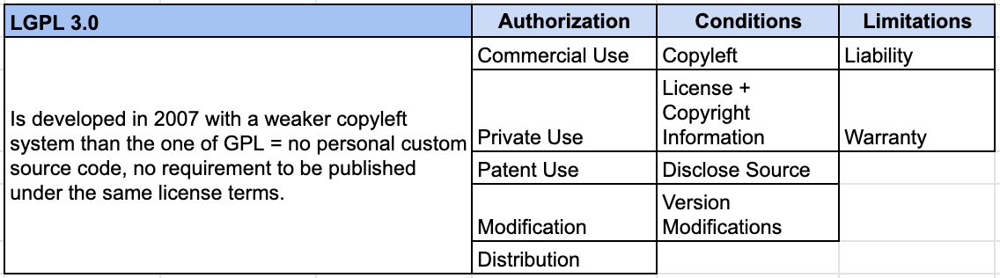 LGPL 3.0
Authorization
Conditions
Limitations
Is developed in 2007 with a weaker copyleft
system than the one of GPL = no personal custom
source code, no requirement to be published
under the same license terms.
Commercial Use
Copyleft
Liability
Private Use
License +
Copyright
Information
Warranty
Patent Use
Disclose Source
Modification
Version
Modifications
Distribution